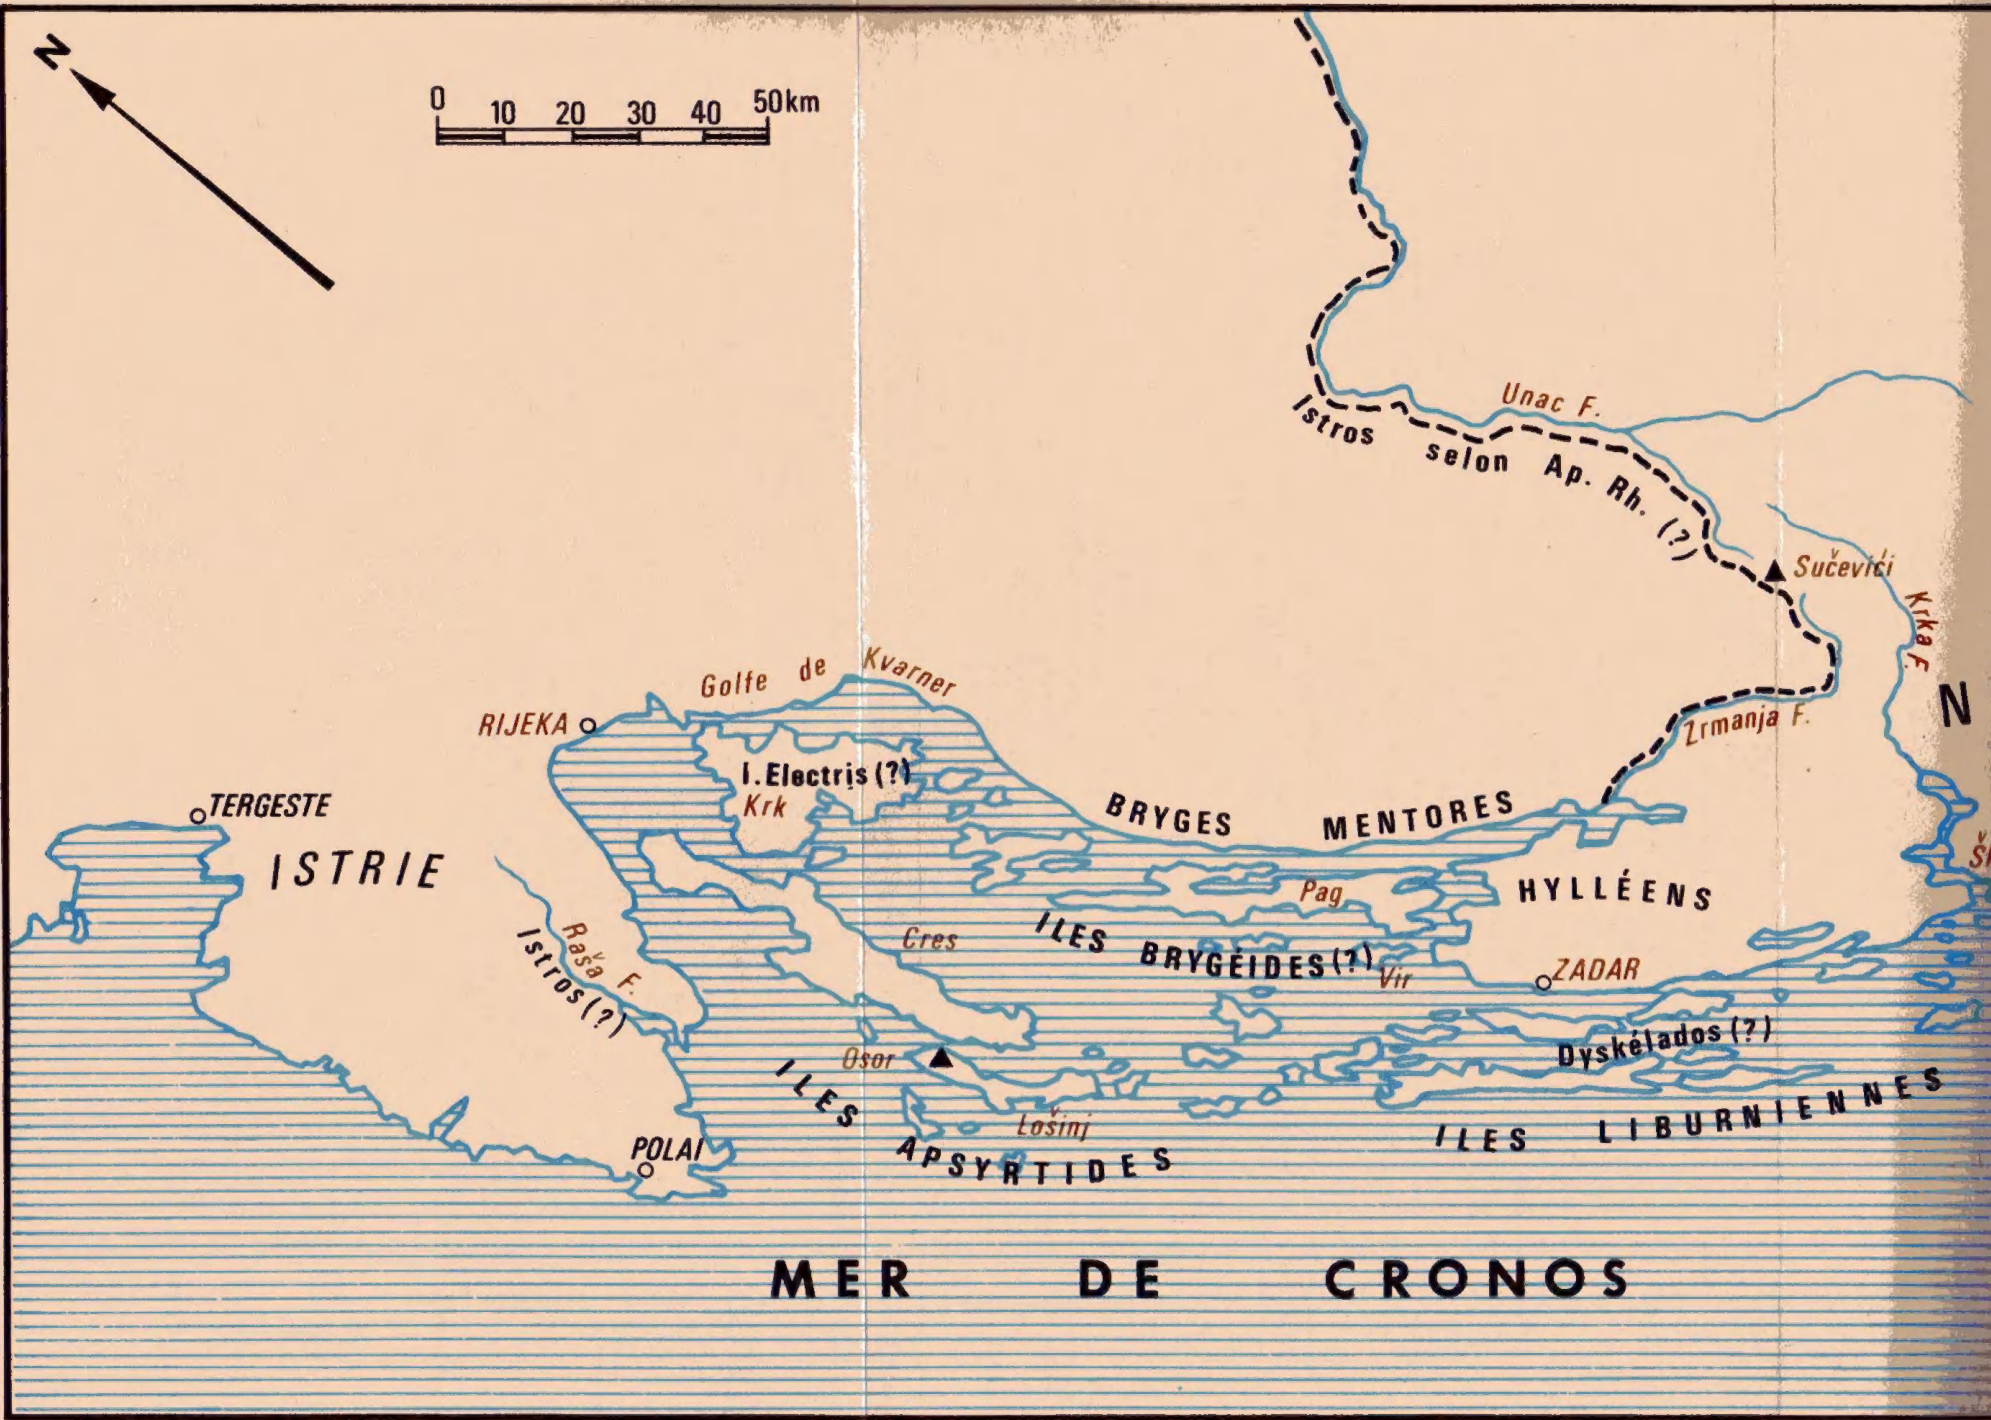 N
0 10 20 30 40 50km
Unac F.
Istros selon Ap. Rh. (?)
Sučevići
Krka F.
Golfe de Kvarner
RIJEKA
N
Zrmanja F.
I. Electris (?)
Krk
TERGESTE
BRYGES MENTORES
ISTRIE
HYLLÉENS
Pag
Raša F.
Istros (?)
Cres
ILES BRYGÉIDES (?)
Vir
ZADAR
Osor
Dyskélados (?)
ILES APSYRTIDES
Lošinj
ILES LIBURNIENNES
POLAI
MER DE CRONOS